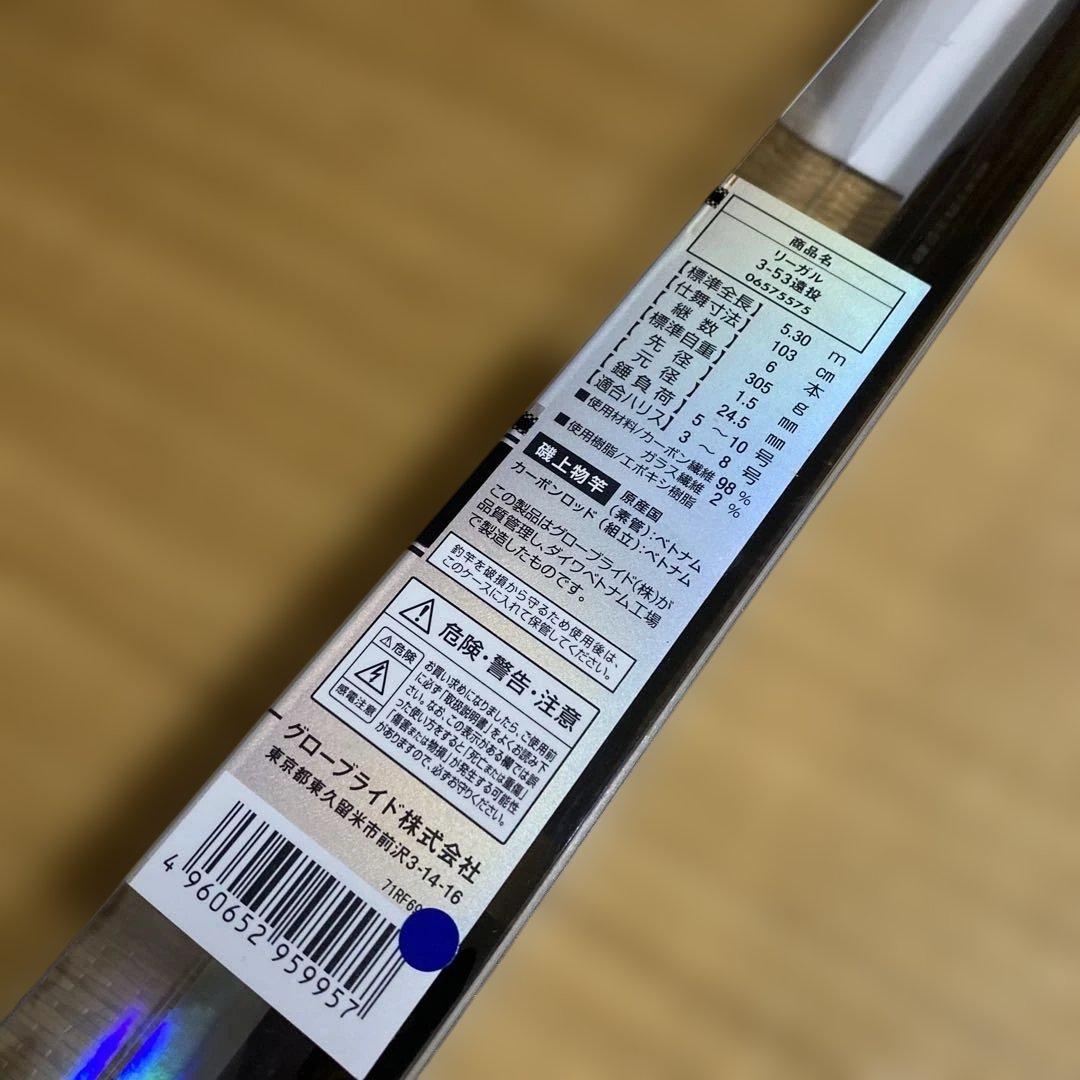 商品名
リーガル
3-53遠投
06575575
【標準全長】 5.30 m
【仕舞寸法】 103 cm
【継数】 6 本
【標準自重】 305 g
【先径】 1.5 mm
【元径】 24.5 mm
【錘負荷】 5～10 号
【適合ハリス】 3～8 号
■使用材料/カーボン繊維 98 %
ガラス繊維 2 %
■使用樹脂/エポキシ樹脂
磯上物竿 原産国
(素管):ベトナム
カーボンロッド (組立):ベトナム
この製品はグローブライド(株)が
品質管理し、ダイワベトナム工場
で製造したものです。
釣竿を破損から守るため使用後は、
このケースに入れて保管してください。
危険・警告・注意
危険
感電注意
お買い求めになりましたら、ご使用前
に必ず「取扱説明書」をよくお読み下
さい。なお、この表示がある欄では誤
った使い方をすると「死亡または重傷」
「傷害または物損」が発生する可能性
がありますので、必ずお守りください。
グローブライド株式会社
東京都東久留米市前沢3-14-16
71RF69
4 960652 959957